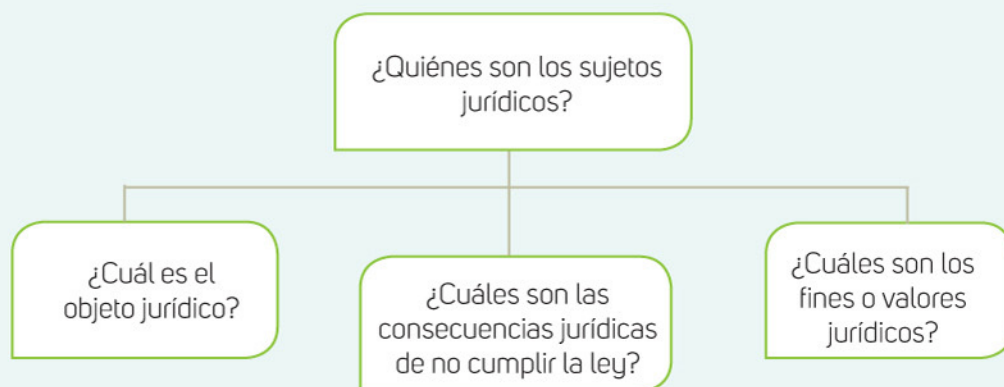 ¿Quiénes son los sujetos
jurídicos?
¿Cuál es el
objeto jurídico?
¿Cuáles son las
consecuencias jurídicas
de no cumplir la ley?
¿Cuáles son los
fines o valores
jurídicos?